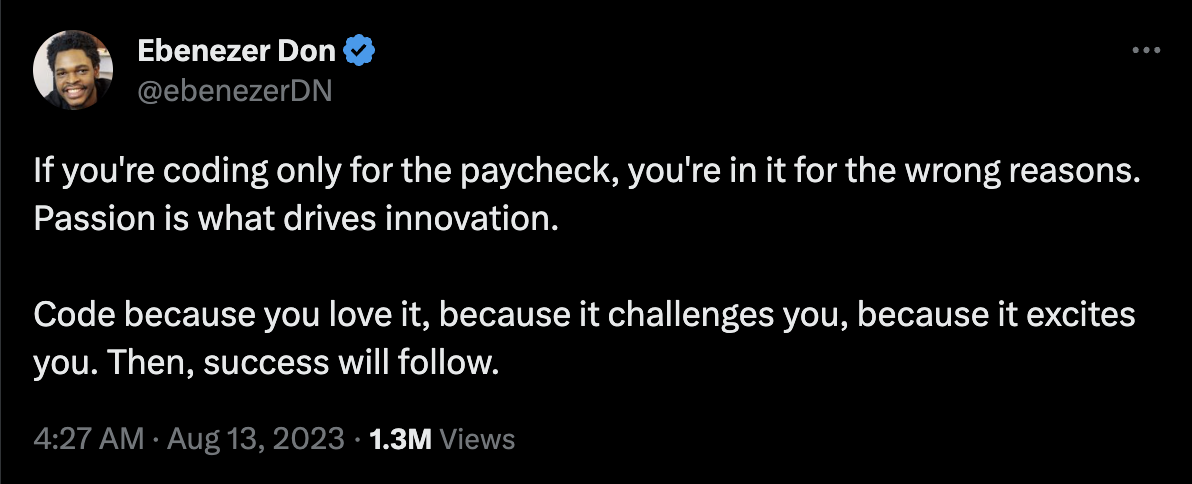 Ebenezer Don
@ebenezerDN
If you're coding only for the paycheck, you're in it for the wrong reasons.
Passion is what drives innovation.
Code because you love it, because it challenges you, because it excites
you. Then, success will follow.
4:27 AM · Aug 13, 2023 · 1.3M Views